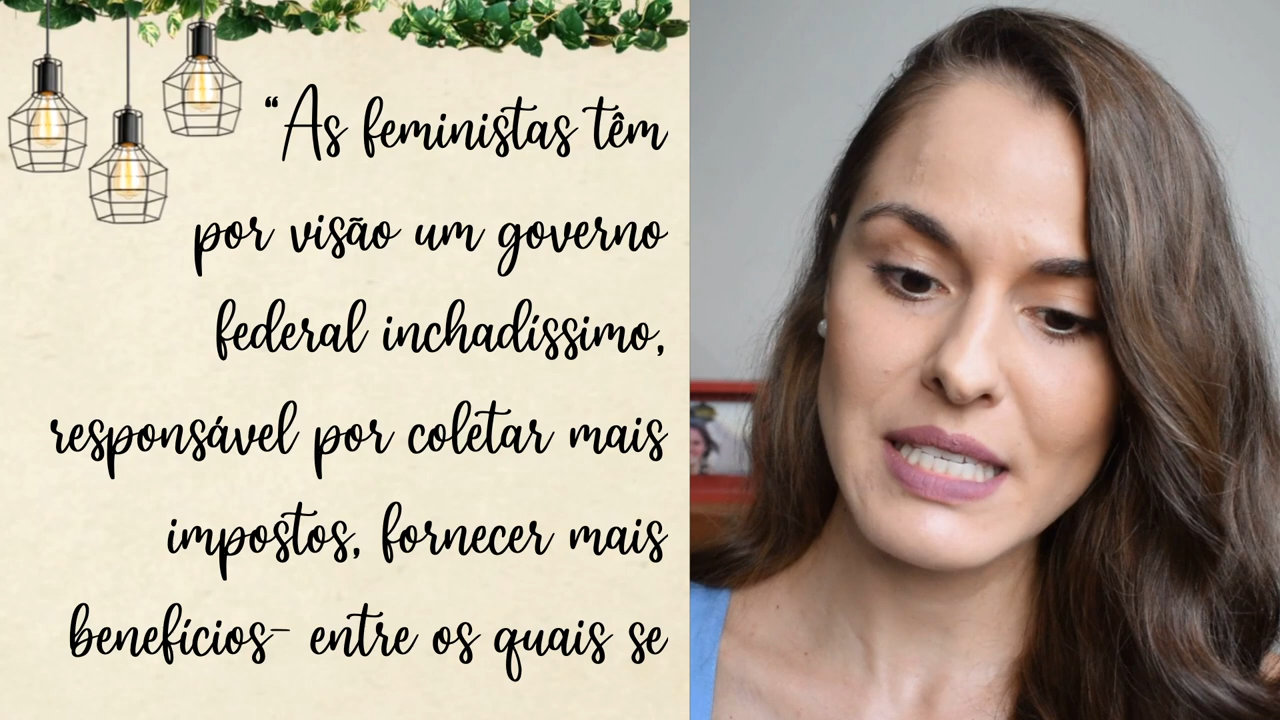 “As feministas têm
por visão um governo
federal inchadíssimo,
responsável por coletar mais
impostos, fornecer mais
benefícios- entre os quais se